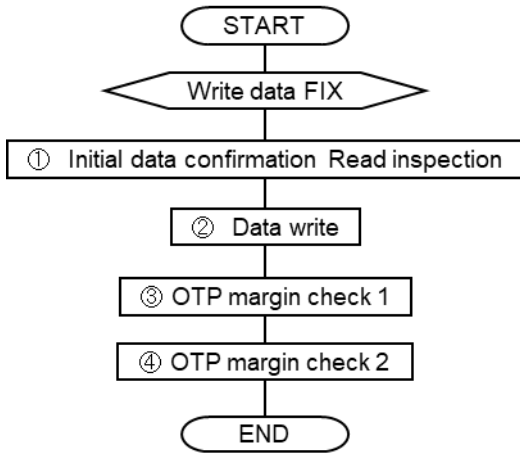 START
Write data FIX
① Initial data confirmation Read inspection
② Data write
③ OTP margin check 1
④ OTP margin check 2
END